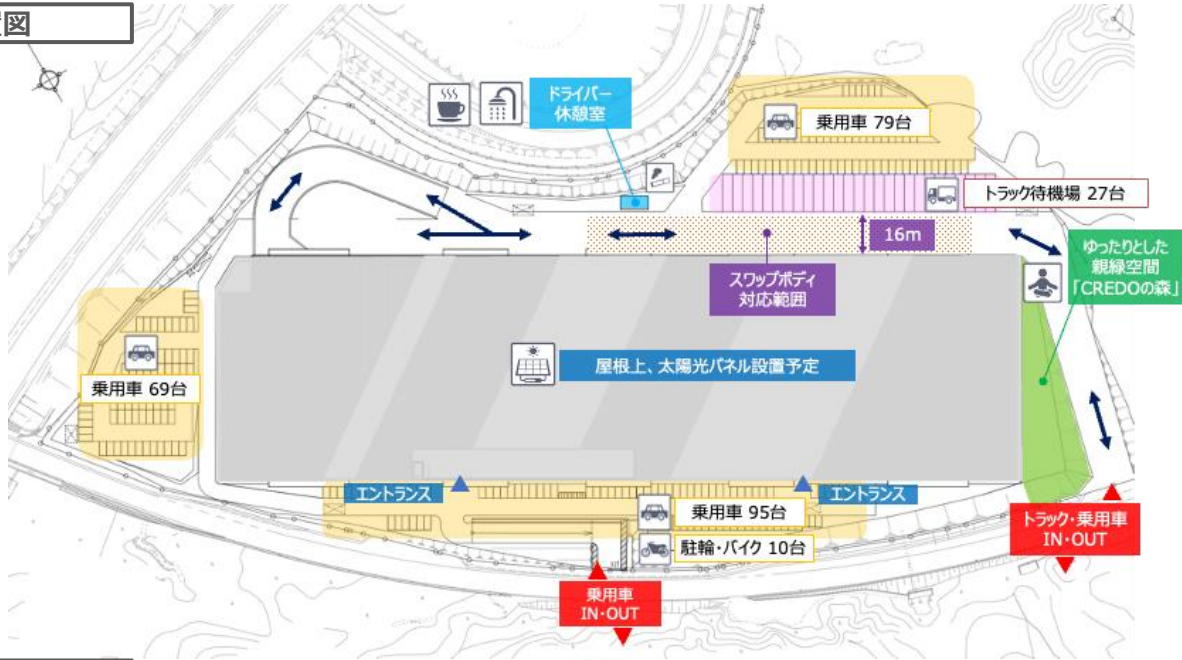 置図
ドライバー
休憩室
乗用車 79台
トラック待機場 27台
16m
ゆったりとした
親緑空間
「CREDOの森」
スワップボディ
対応範囲
屋根上、太陽光パネル設置予定
乗用車 69台
エントランス
エントランス
乗用車 95台
駐輪・バイク 10台
トラック・乗用車
IN・OUT
乗用車
IN・OUT